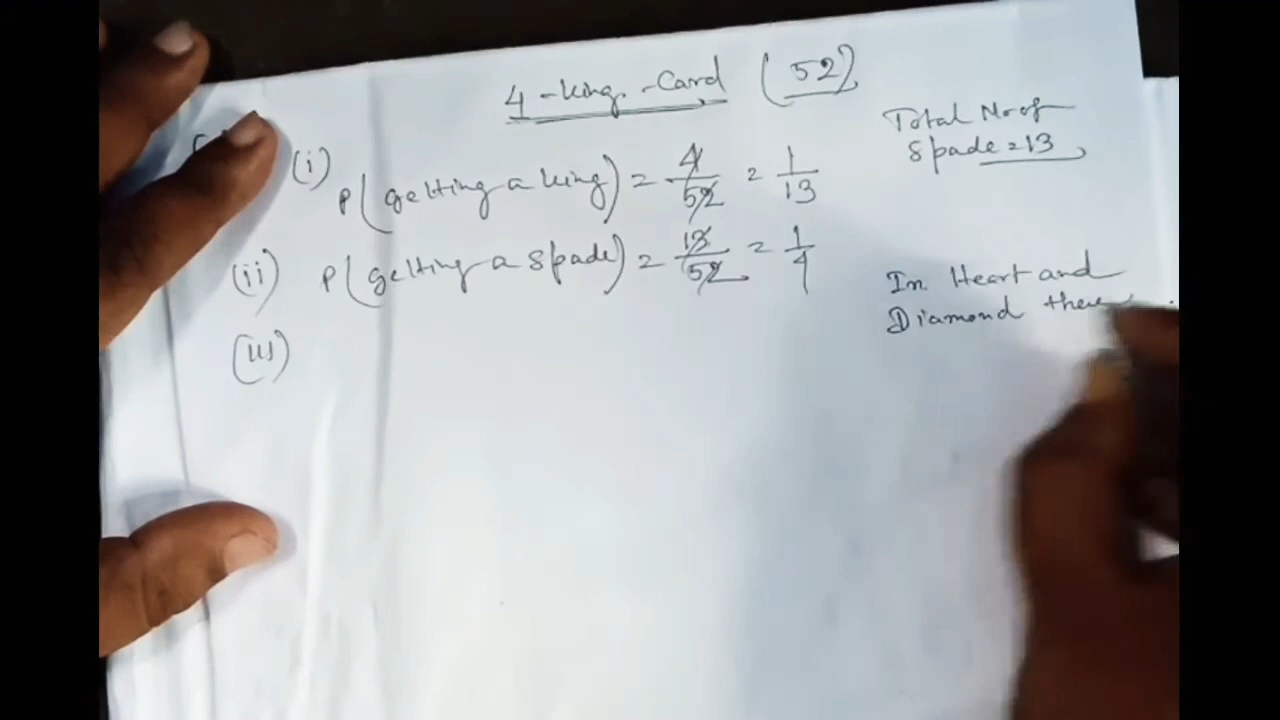 4-king.-Card (52)
Total No of
Spade = 13
(i) P(getting a king) = 4/52 = 1/13
(ii) P(getting a spade) = 13/52 = 1/4
In Heart and
Diamond there
(iii)